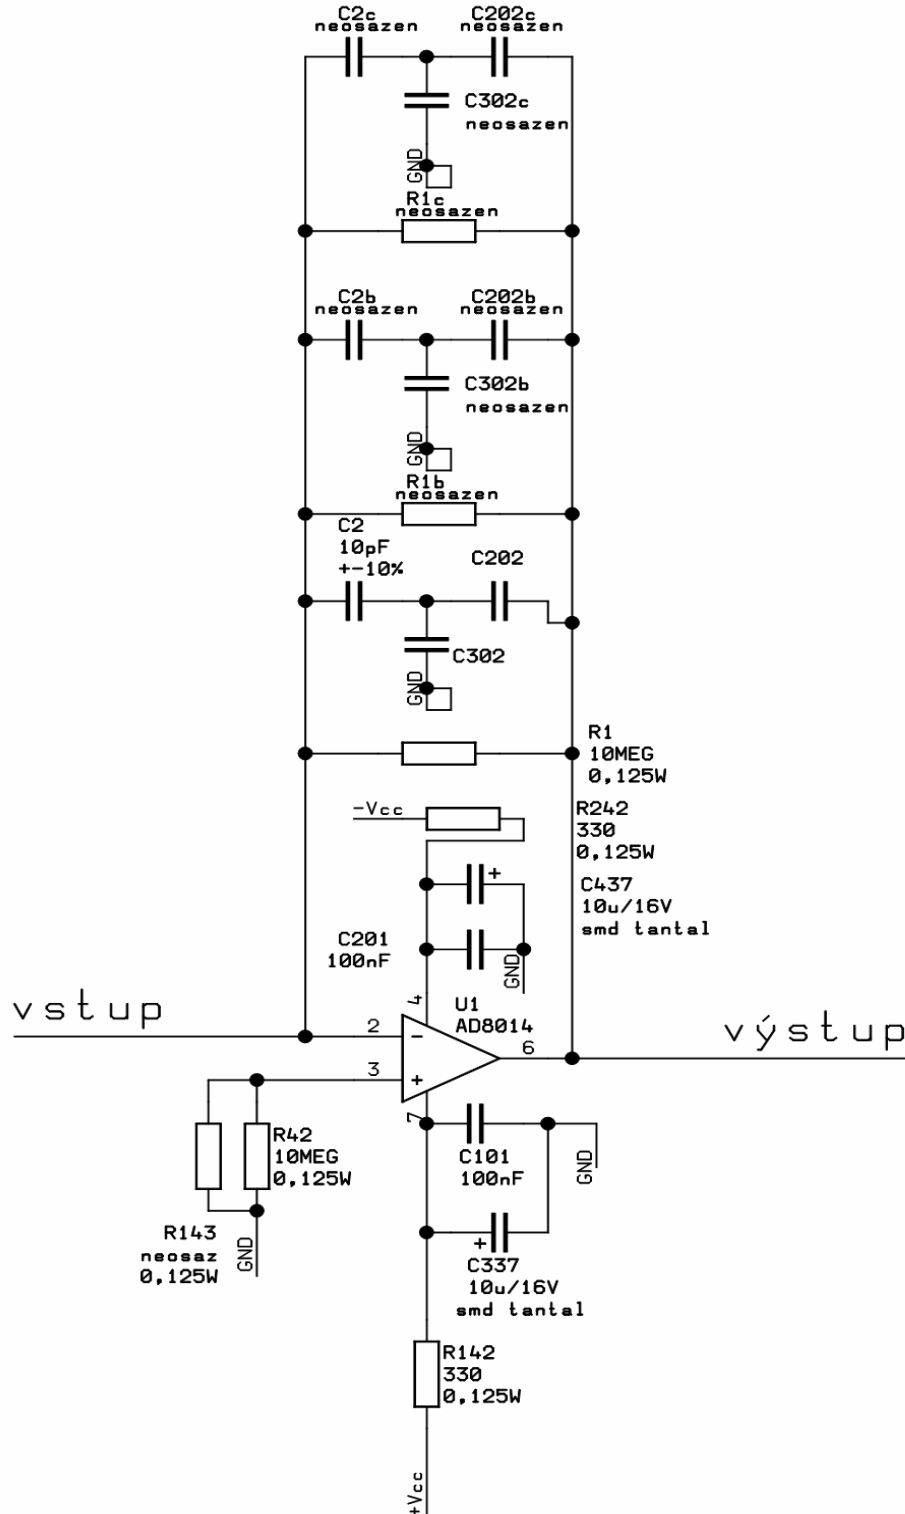 C2c
neosazen
C202c
neosazen
C302c
neosazen
GND
R1c
neosazen
C2b
neosazen
C202b
neosazen
C302b
neosazen
GND
R1b
neosazen
C2
10pF
+-10%
C202
C302
GND
R1
10MEG
0,125W
-Vcc
R242
330
0,125W
+
C437
10u/16V
smd tantal
C201
100nF
GND
4
U1
AD8014
vstup
2
-
6
výstup
3
+
7
R42
10MEG
0,125W
C101
100nF
GND
R143
neosaz
0,125W
GND
+
C337
10u/16V
smd tantal
R142
330
0,125W
+Vcc